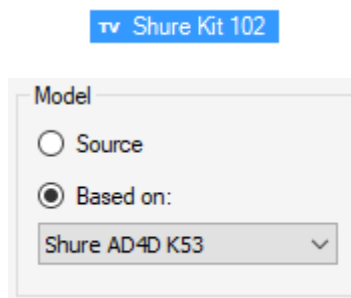 TV Shure Kit 102
Model
Source
Based on:
Shure AD4D K53